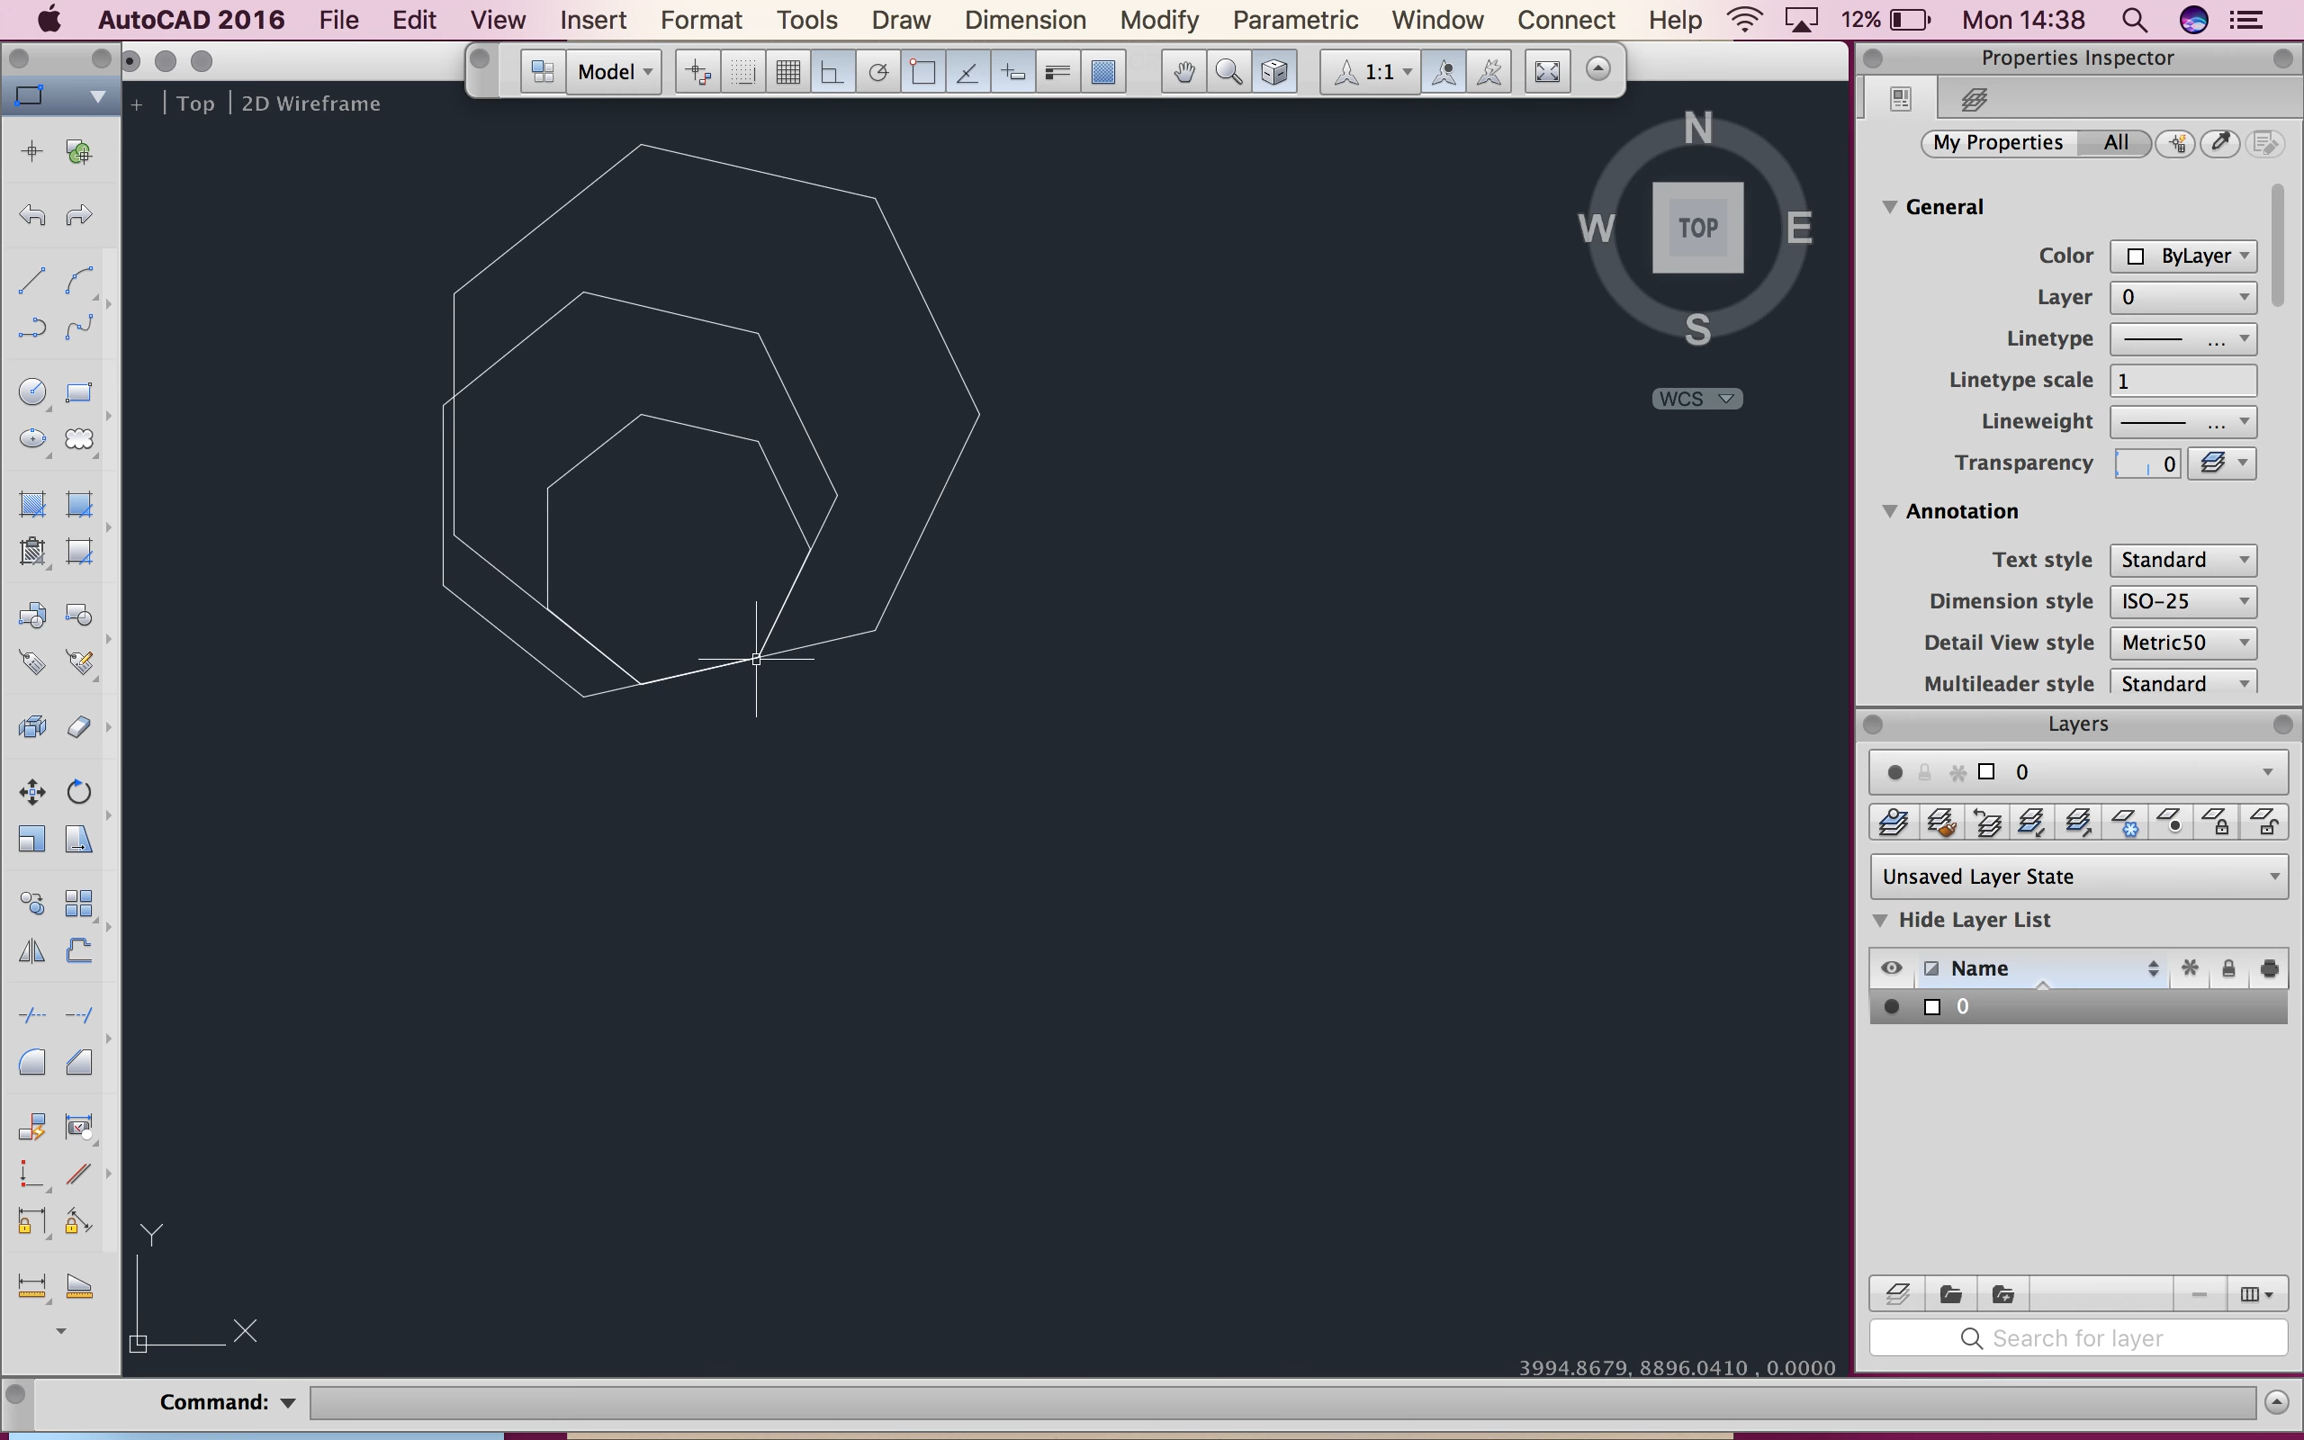 AutoCAD 2016 File Edit View Insert Format Tools Draw Dimension Modify Parametric Window Connect Help 12% Mon 14:38
Model 1:1
+ | Top | 2D Wireframe
N
W TOP E
S
WCS
Properties Inspector
My Properties All
General
Color ByLayer
Layer 0
Linetype ...
Linetype scale 1
Lineweight ...
Transparency 0
Annotation
Text style Standard
Dimension style ISO-25
Detail View style Metric50
Multileader style Standard
Layers
0
Unsaved Layer State
Hide Layer List
Name
0
Search for layer
Y
X
3994.8679, 8896.0410 , 0.0000
Command: